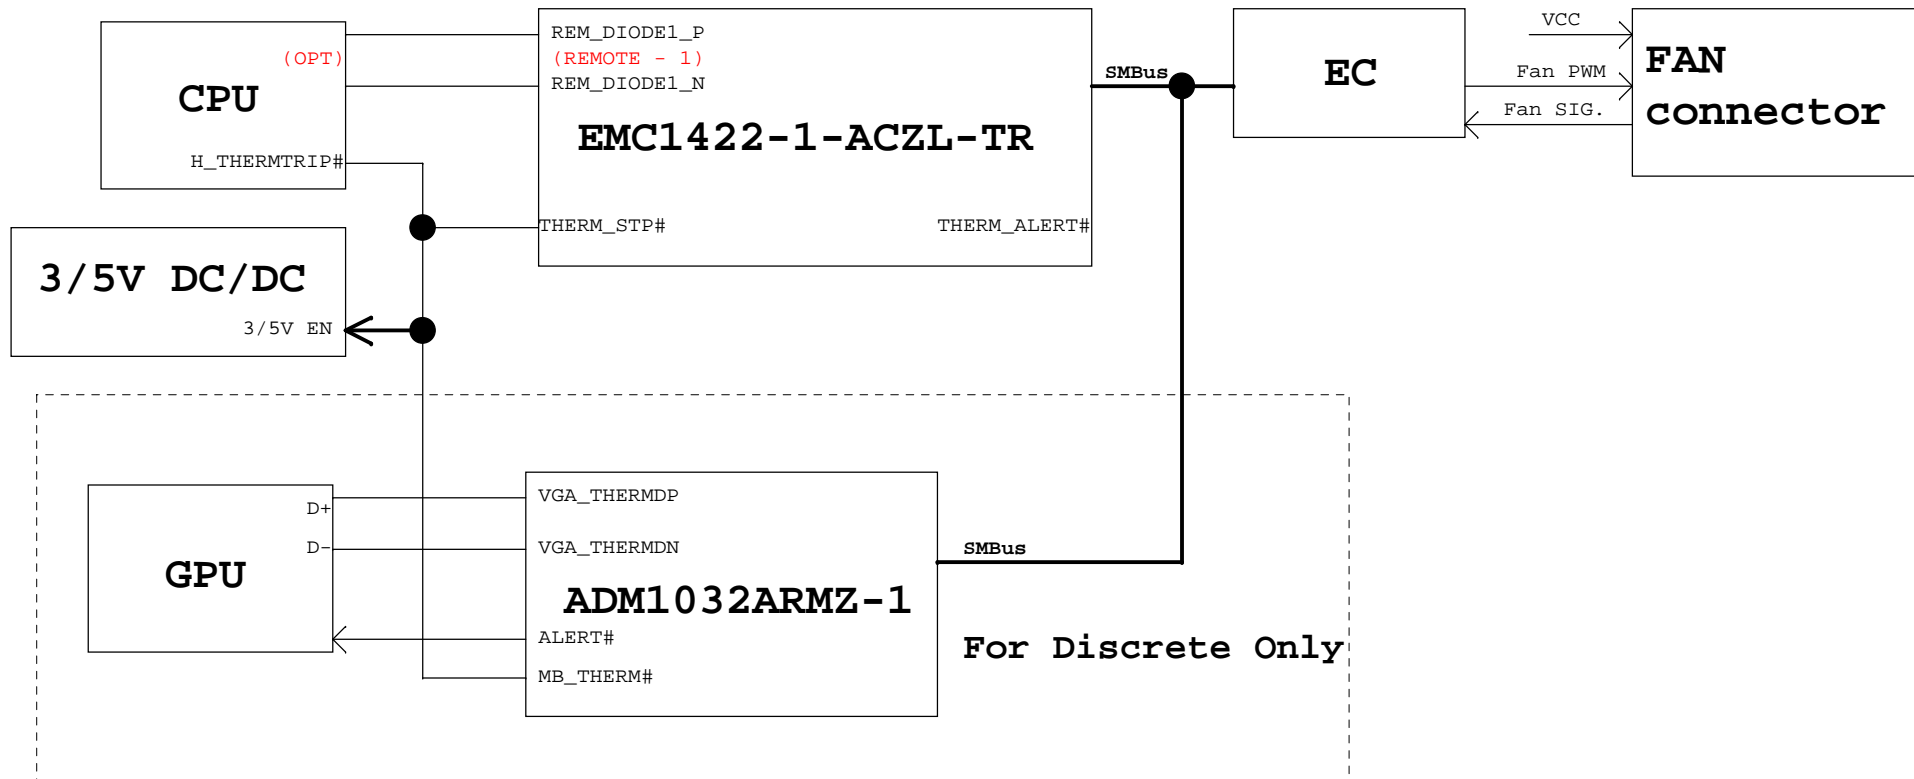 REM_DIODE1_P
(OPT)
(REMOTE - 1)
REM_DIODE1_N
CPU
EMC1422-1-ACZL-TR
H_THERMTRIP#
THERM_STP#
THERM_ALERT#
SMBus
EC
VCC
Fan PWM
Fan SIG.
FAN
connector
3/5V DC/DC
3/5V EN
D+
D-
GPU
VGA_THERMDP
VGA_THERMDN
ADM1032ARMZ-1
ALERT#
MB_THERM#
SMBus
For Discrete Only